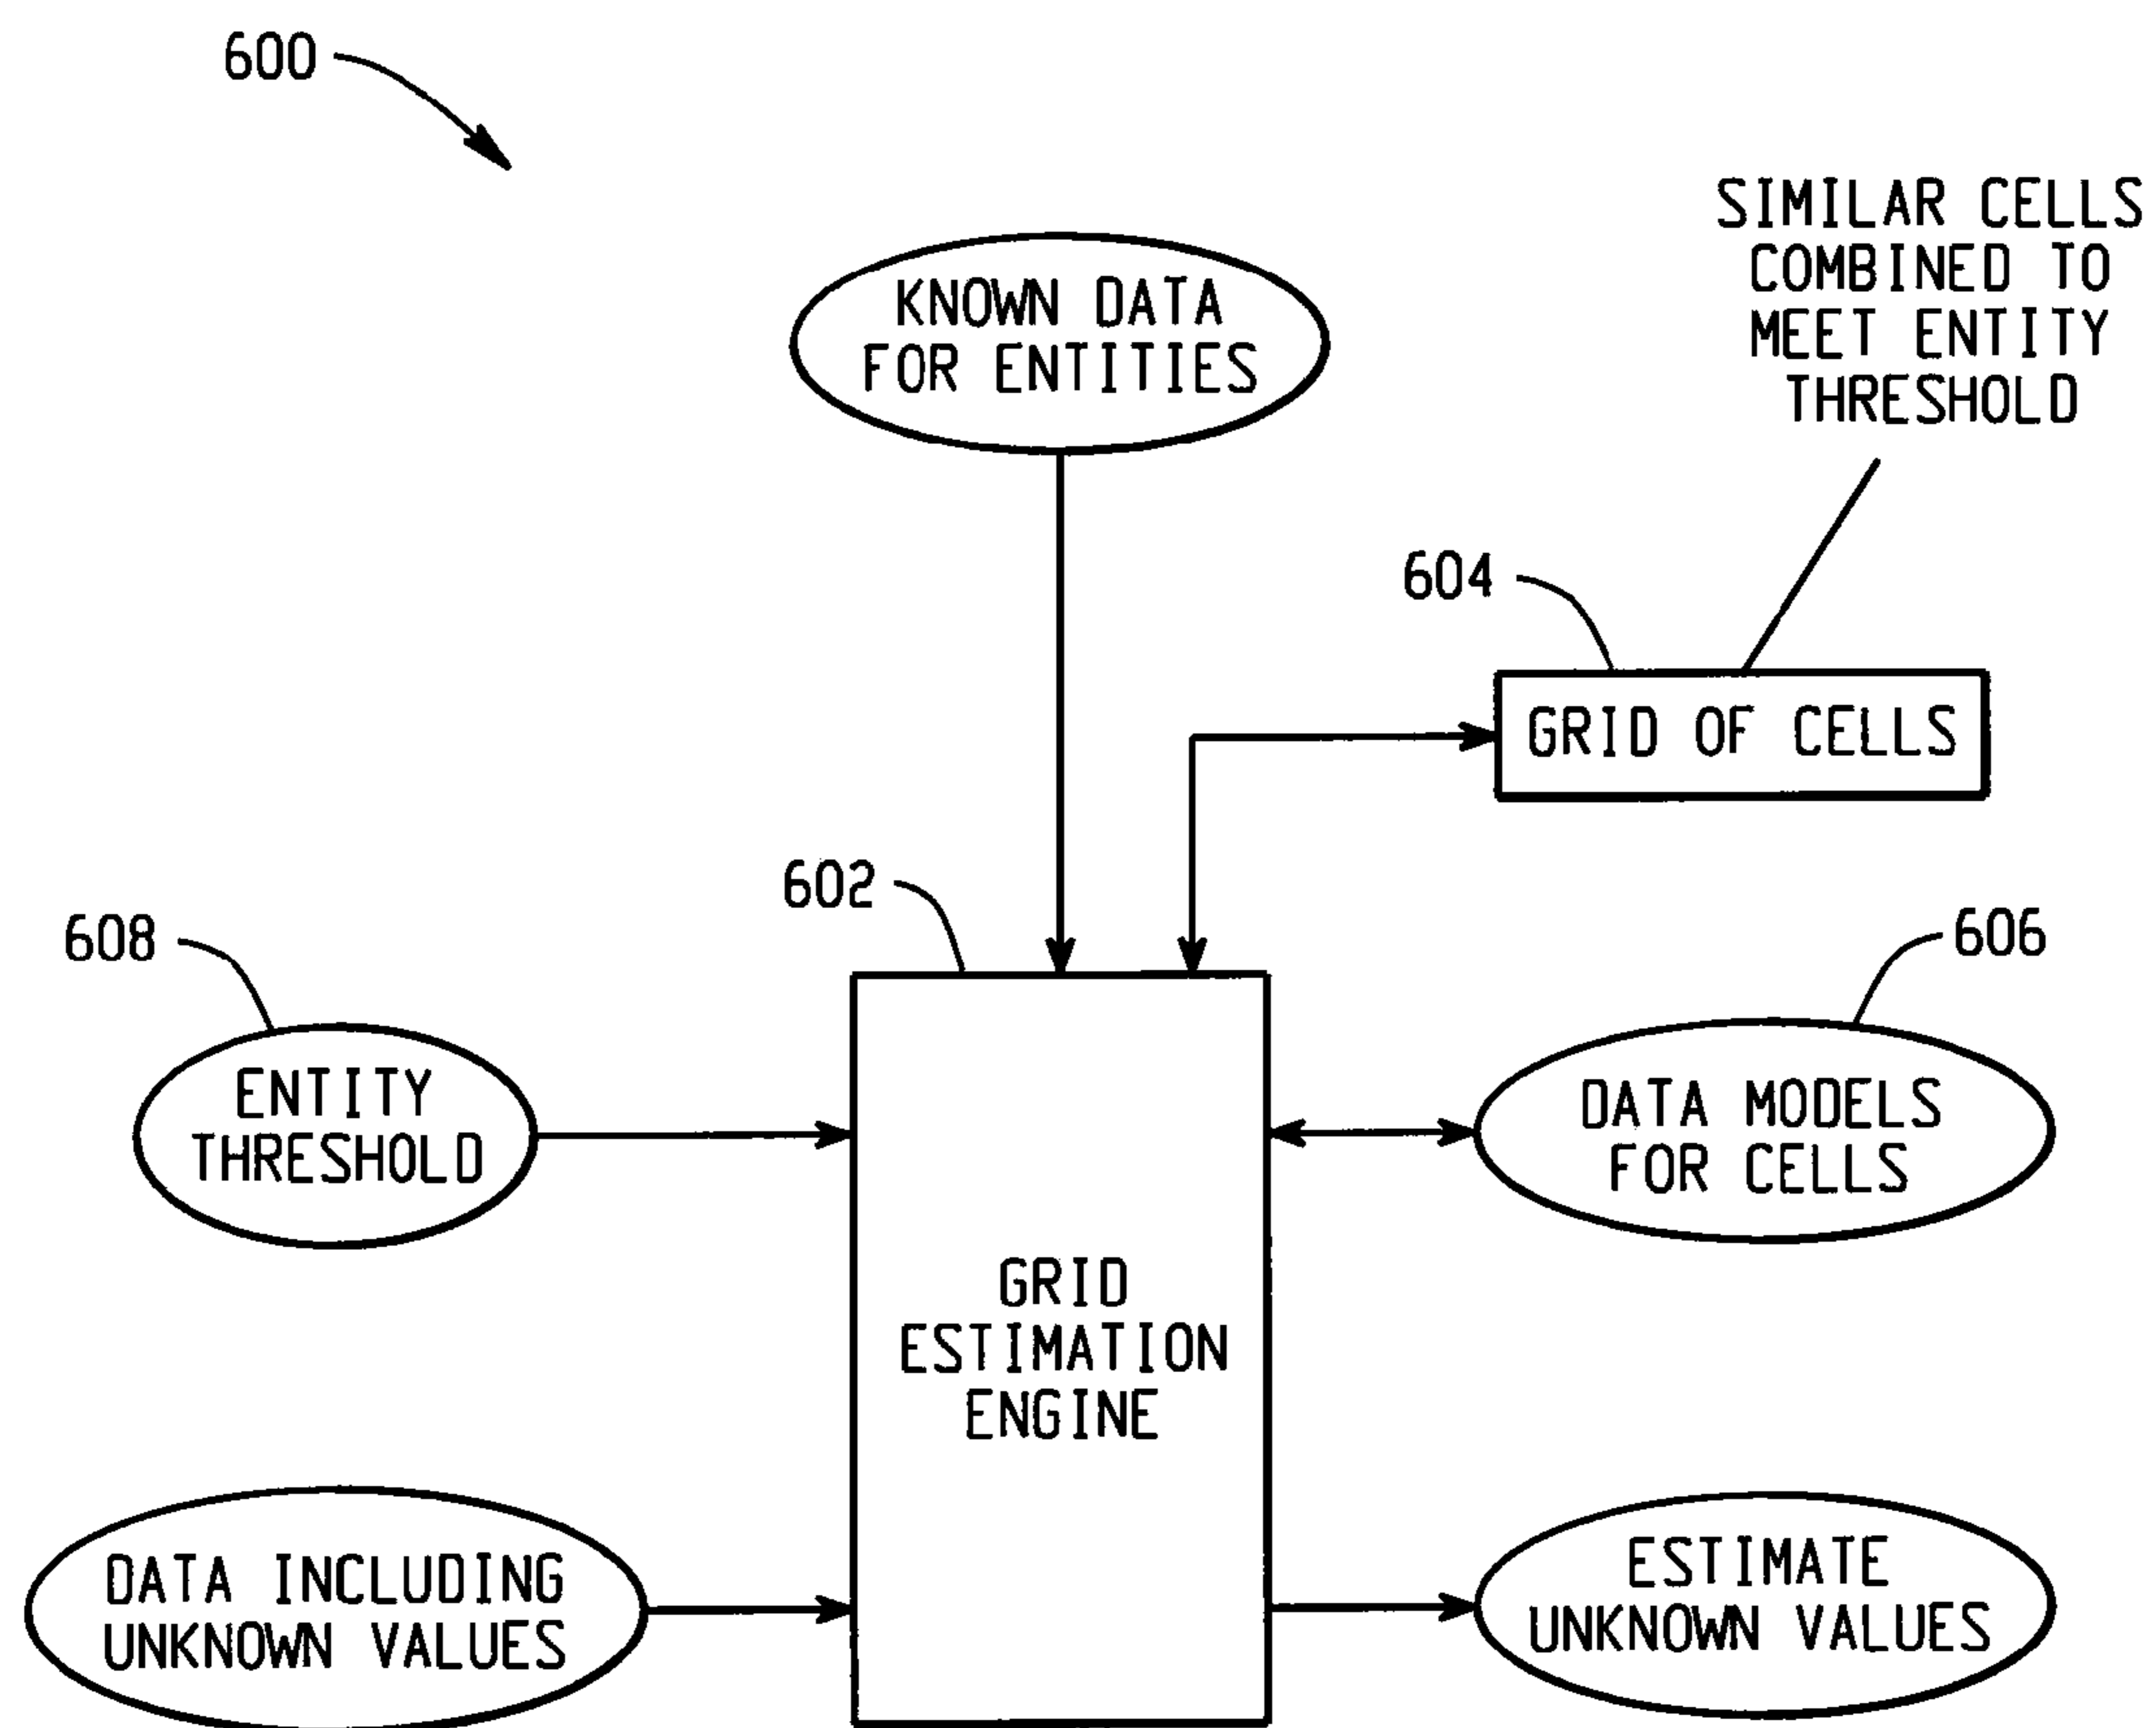 600
KNOWN DATA
FOR ENTITIES
SIMILAR CELLS
COMBINED TO
MEET ENTITY
THRESHOLD
604
GRID OF CELLS
602
608
606
ENTITY
THRESHOLD
DATA MODELS
FOR CELLS
GRID
ESTIMATION
ENGINE
DATA INCLUDING
UNKNOWN VALUES
ESTIMATE
UNKNOWN VALUES